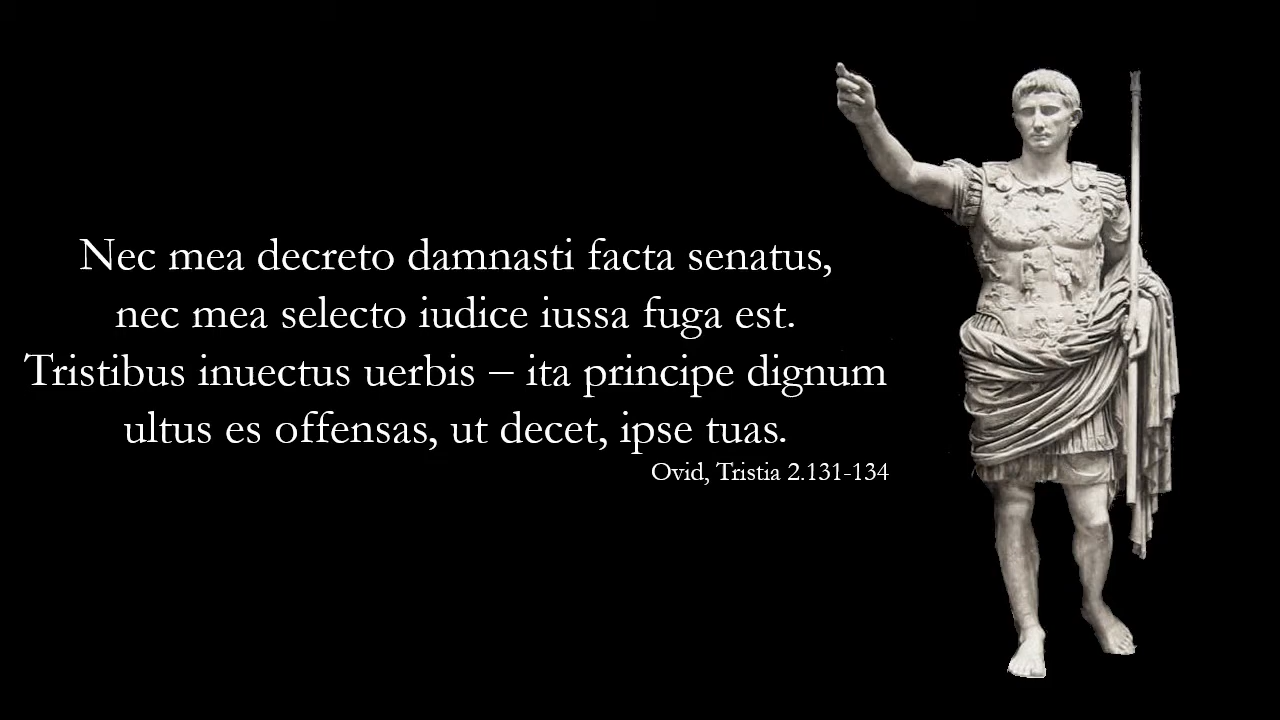 Nec mea decreto damnasti facta senatus,
nec mea selecto iudice iussa fuga est.
Tristibus inuectus uerbis – ita principe dignum
ultus es offensas, ut decet, ipse tuas.
Ovid, Tristia 2.131-134